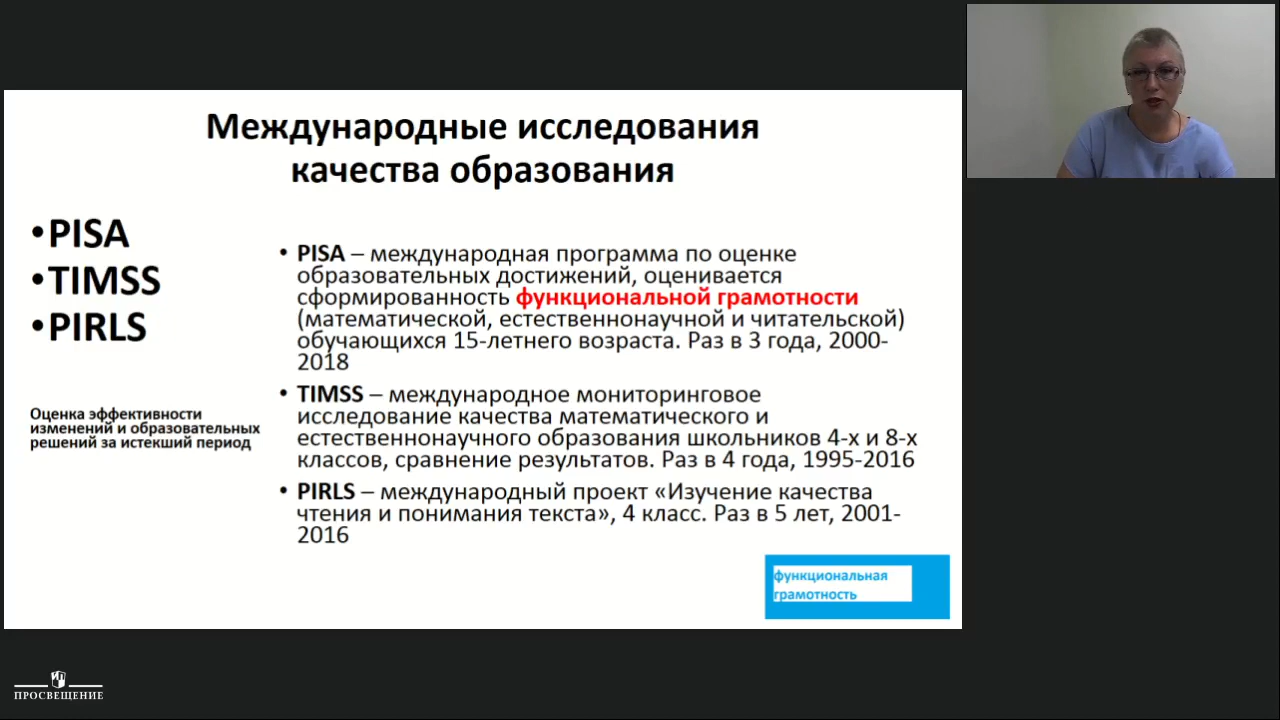 Международные исследования
качества образования
•PISA
•TIMSS
•PIRLS
Оценка эффективности
изменений и образовательных
решений за истекший период
• PISA – международная программа по оценке
образовательных достижений, оценивается
сформированность функциональной грамотности
(математической, естественнонаучной и читательской)
обучающихся 15-летнего возраста. Раз в 3 года, 2000-
2018
• TIMSS – международное мониторинговое
исследование качества математического и
естественнонаучного образования школьников 4-х и 8-х
классов, сравнение результатов. Раз в 4 года, 1995-2016
• PIRLS – международный проект «Изучение качества
чтения и понимания текста», 4 класс. Раз в 5 лет, 2001-
2016
функциональная
грамотность
ПРОСВЕЩЕНИЕ